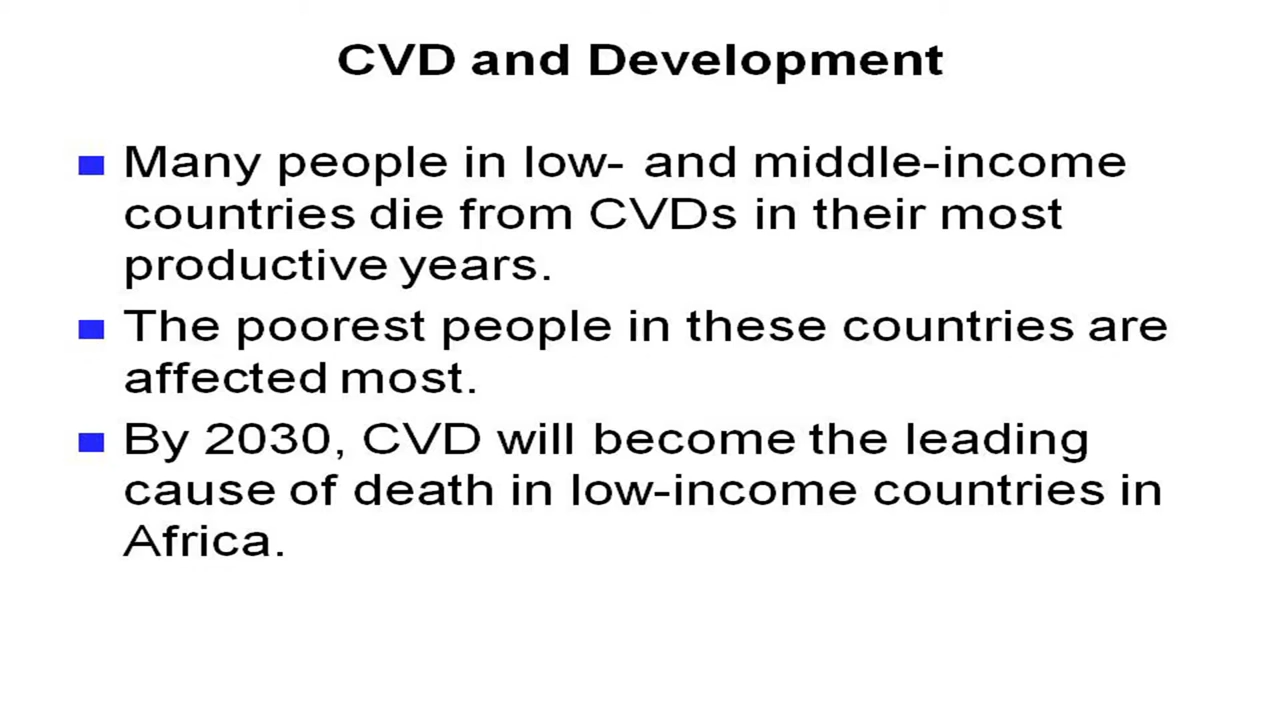 CVD and Development
Many people in low- and middle-income
countries die from CVDs in their most
productive years.
The poorest people in these countries are
affected most.
By 2030, CVD will become the leading
cause of death in low-income countries in
Africa.